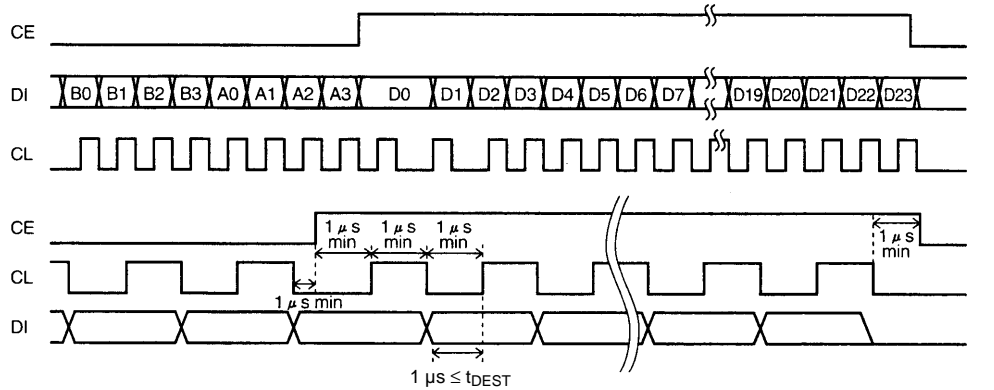 CE
DI B0 B1 B2 B3 A0 A1 A2 A3 D0 D1 D2 D3 D4 D5 D6 D7 D19 D20 D21 D22 D23
CL
CE
1 μs min
1 μs min
1 μs min
1 μs min
CL
1 μs min
DI
1 μs ≤ tDEST